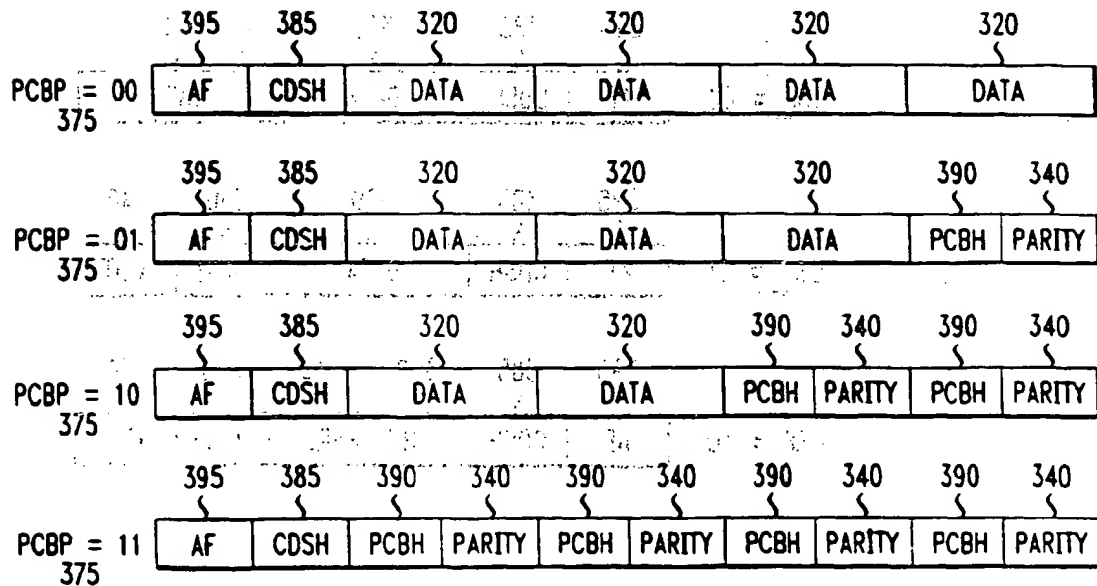 395 385 320 320 320 320
PCBP = 00 AF CDSH DATA DATA DATA DATA
375
395 385 320 320 320 390 340
PCBP = 01 AF CDSH DATA DATA DATA PCBH PARITY
375
395 385 320 320 390 340 390 340
PCBP = 10 AF CDSH DATA DATA PCBH PARITY PCBH PARITY
375
395 385 390 340 390 340 390 340 390 340
PCBP = 11 AF CDSH PCBH PARITY PCBH PARITY PCBH PARITY PCBH PARITY
375